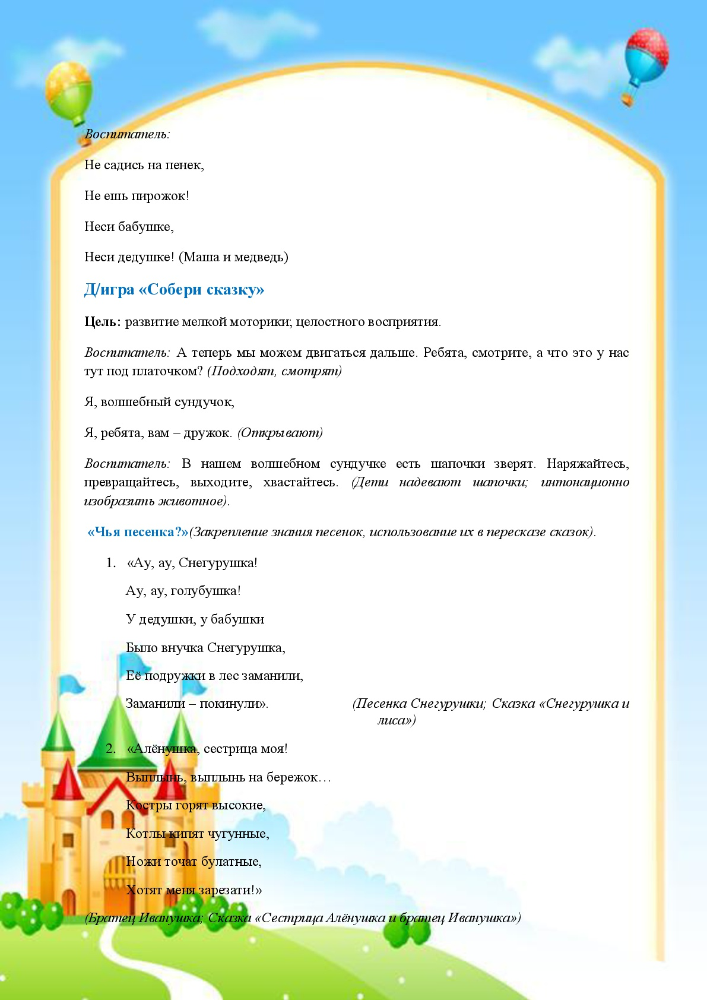 Воспитатель:
Не садись на пенек,
Не ешь пирожок!
Неси бабушке,
Неси дедушке! (Маша и медведь)
Д/игра «Собери сказку»
Цель: развитие мелкой моторики; целостного восприятия.
Воспитатель: А теперь мы можем двигаться дальше. Ребята, смотрите, а что это у нас
тут под платочком? (Подходят, смотрят)
Я, волшебный сундучок,
Я, ребята, вам – дружок. (Открывают)
Воспитатель: В нашем волшебном сундучке есть шапочки зверят. Наряжайтесь,
превращайтесь, выходите, хвастайтесь. (Дети надевают шапочки; интонационно
изобразить животное).
«Чья песенка?»(Закрепление знания песенок, использование их в пересказе сказок).
1. «Ау, ау, Снегурушка!
Ау, ау, голубушка!
У дедушки, у бабушки
Было внучка Снегурушка,
Её подружки в лес заманили,
Заманили – покинули». (Песенка Снегурушки; Сказка «Снегурушка и
лиса»)
2. «Алёнушка, сестрица моя!
Выплынь, выплынь на бережок…
Костры горят высокие,
Котлы кипят чугунные,
Ножи точат булатные,
Хотят меня зарезати!»
(Братец Иванушка; Сказка «Сестрица Алёнушка и братец Иванушка»)